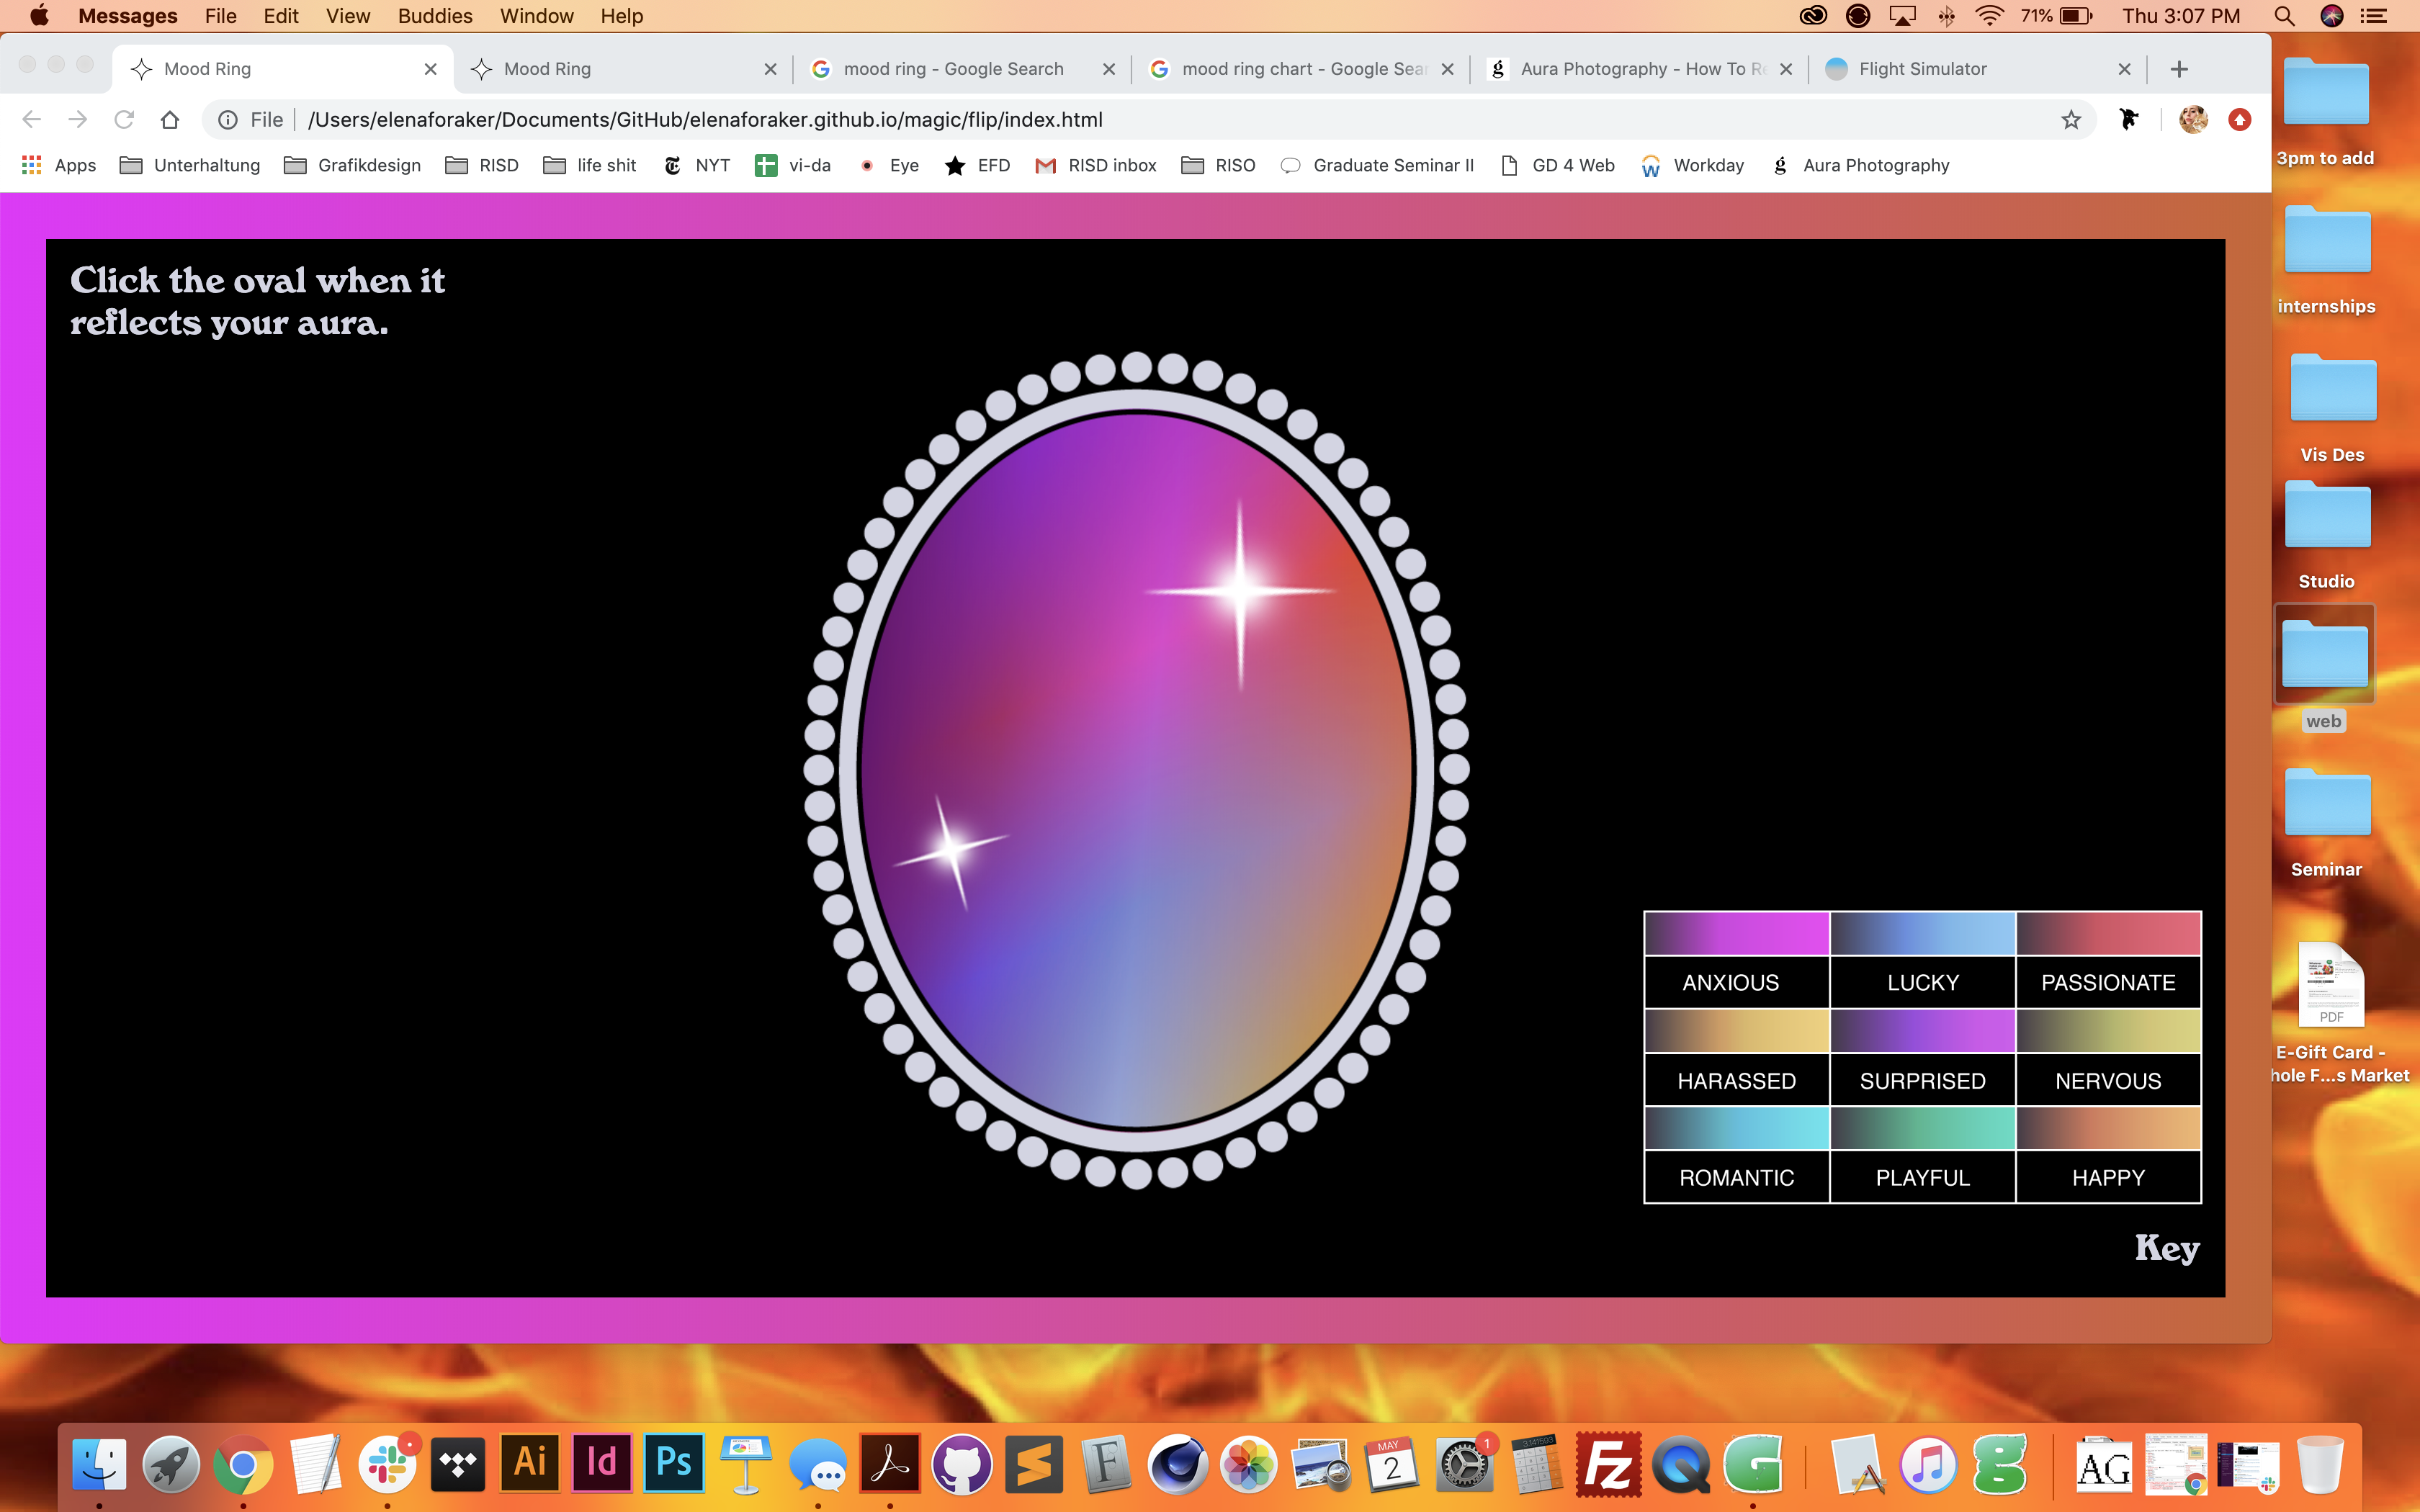 Messages File Edit View Buddies Window Help 71% Thu 3:07 PM
Mood Ring Mood Ring mood ring - Google Search mood ring chart - Google Sear Aura Photography - How To Re Flight Simulator
File /Users/elenaforaker/Documents/GitHub/elenaforaker.github.io/magic/flip/index.html
Apps Unterhaltung Grafikdesign RISD life shit NYT vi-da Eye EFD RISD inbox RISO Graduate Seminar II GD 4 Web Workday Aura Photography
Click the oval when it
reflects your aura.
ANXIOUS LUCKY PASSIONATE
HARASSED SURPRISED NERVOUS
ROMANTIC PLAYFUL HAPPY
Key
3pm to add
internships
Vis Des
Studio
web
Seminar
PDF
E-Gift Card -
hole F...s Market
Ai Id Ps F MAY 2 1 3.141593 Fz AG